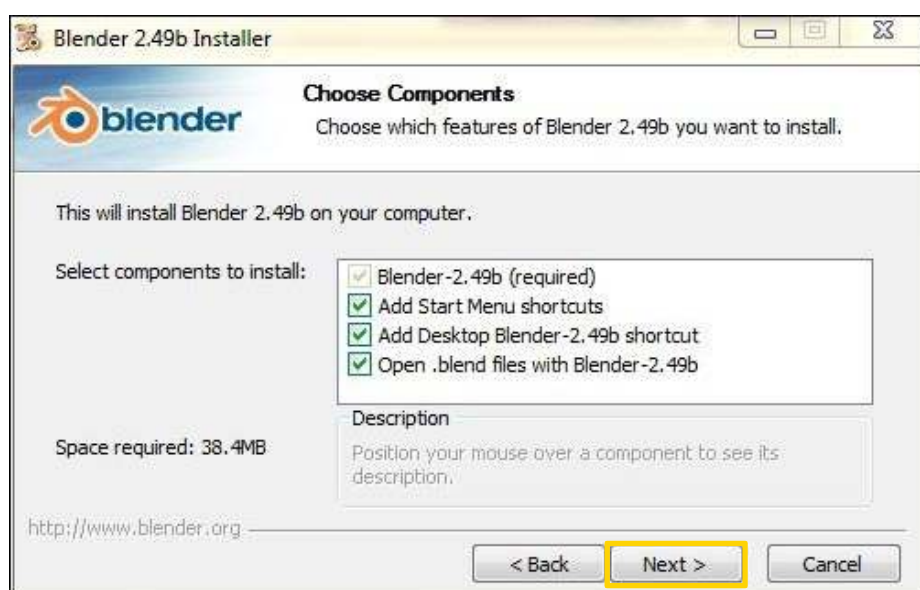 Blender 2.49b Installer
blender
Choose Components
Choose which features of Blender 2.49b you want to install.
This will install Blender 2.49b on your computer.
Select components to install:
Blender-2.49b (required)
Add Start Menu shortcuts
Add Desktop Blender-2.49b shortcut
Open .blend files with Blender-2.49b
Space required: 38.4MB
Description
Position your mouse over a component to see its
description.
http://www.blender.org
< Back Next > Cancel